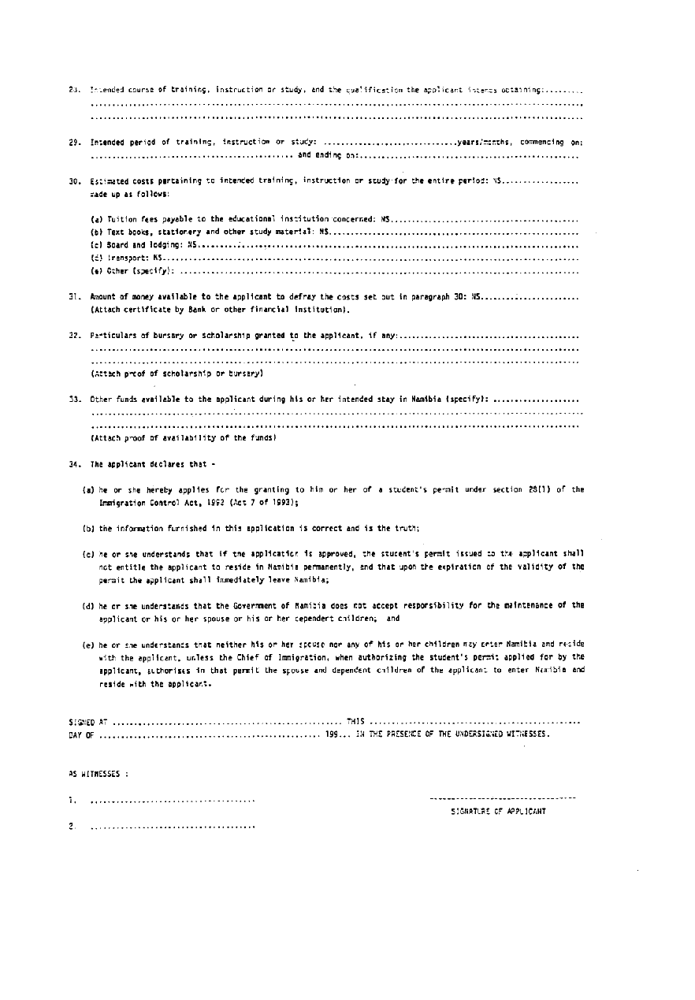 28. Intended course of training, instruction or study, and the qualification the applicant intends obtaining:.........
..................................................................................................................
..................................................................................................................
29. Intended period of training, instruction or study: ...............................years/months, commencing on:
............................................... and ending on:..................................................
30. Estimated costs pertaining to intended training, instruction or study for the entire period: N$..................
made up as follows:
(a) Tuition fees payable to the educational institution concerned: N$...........................................
(b) Text books, stationery and other study material: N$..........................................................
(c) Board and lodging: N$........................................................................................
(d) Transport: N$................................................................................................
(e) Other (specify): ............................................................................................
31. Amount of money available to the applicant to defray the costs set out in paragraph 30: N$.......................
(Attach certificate by Bank or other financial institution).
32. Particulars of bursary or scholarship granted to the applicant, if any:..........................................
.................................................................................................................
.................................................................................................................
(Attach proof of scholarship or bursary)
33. Other funds available to the applicant during his or her intended stay in Namibia (specify): ....................
..................................................................................................................
.................................................................................................................
(Attach proof of availability of the funds)
34. The applicant declares that -
(a) he or she hereby applies for the granting to him or her of a student's permit under section 28(1) of the
Immigration Control Act, 1993 (Act 7 of 1993);
(b) the information furnished in this application is correct and is the truth;
(c) he or she understands that if the application is approved, the student's permit issued to the applicant shall
not entitle the applicant to reside in Namibia permanently, and that upon the expiration of the validity of the
permit the applicant shall immediately leave Namibia;
(d) he or she understands that the Government of Namibia does not accept responsibility for the maintenance of the
applicant or his or her spouse or his or her dependent children; and
(e) he or she understands that neither his or her spouse nor any of his or her children may enter Namibia and reside
with the applicant, unless the Chief of Immigration, when authorizing the student's permit applied for by the
applicant, authorises in that permit the spouse and dependent children of the applicant to enter Namibia and
reside with the applicant.
SIGNED AT ..................................................... THIS .................................................
DAY OF ................................................... 199... IN THE PRESENCE OF THE UNDERSIGNED WITNESSES.
AS WITNESSES :
1. ......................................
----------------------------------
SIGNATURE OF APPLICANT
2. ......................................